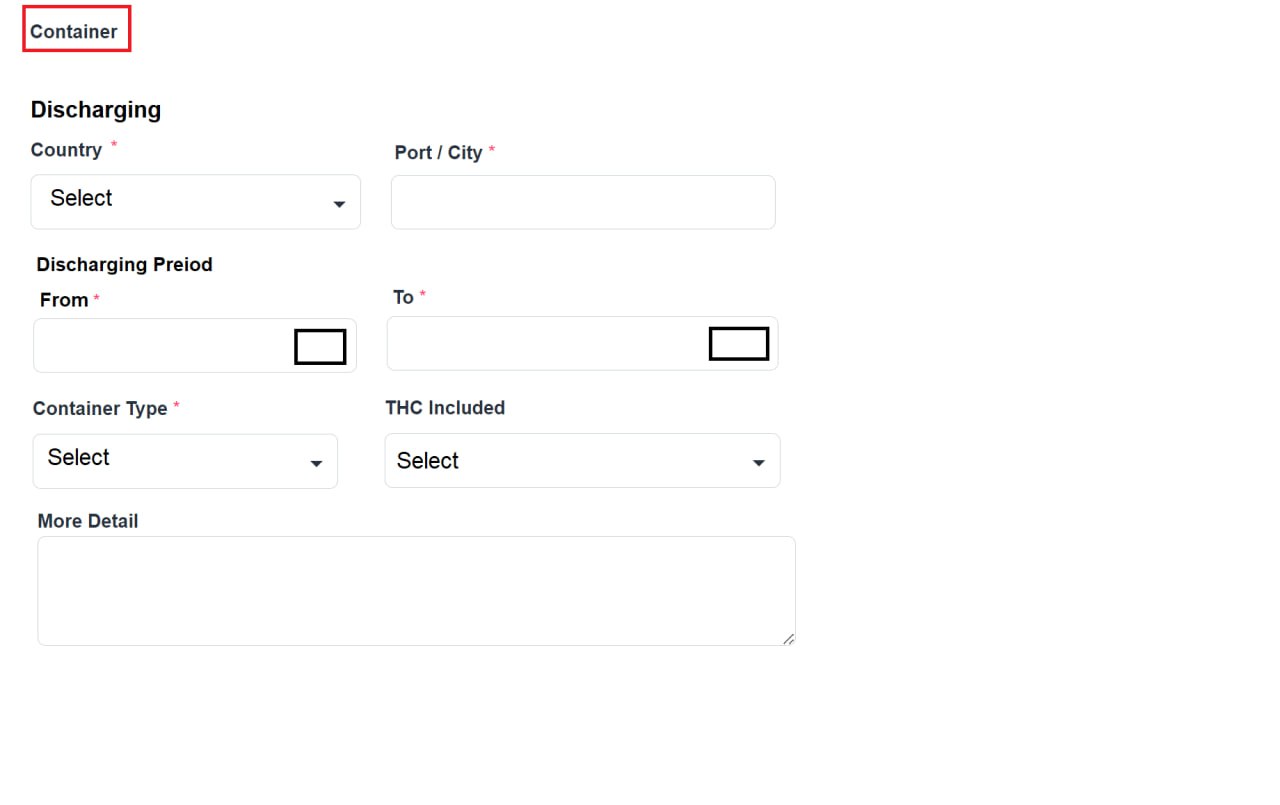 Container
Discharging
Country *
Port / City *
Select
Discharging Preiod
From *
To *
Container Type *
THC Included
Select
Select
More Detail